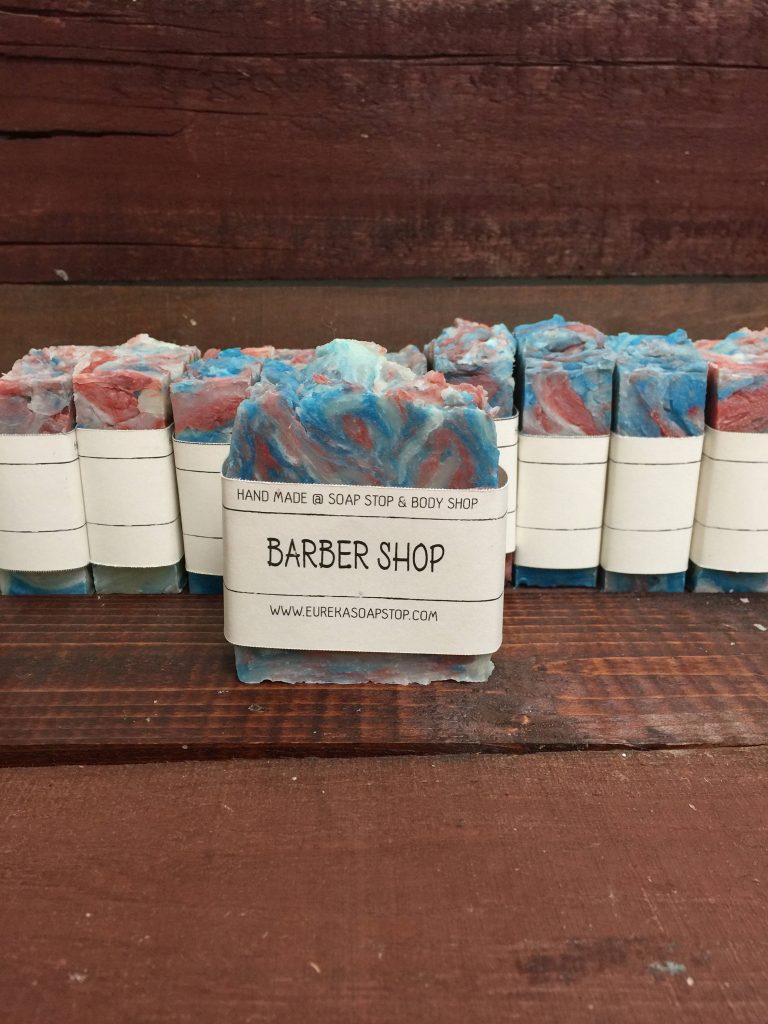 HAND MADE @ SOAP STOP & BODY SHOP
BARBER SHOP
WWW.EUREKASOAPSTOP.COM